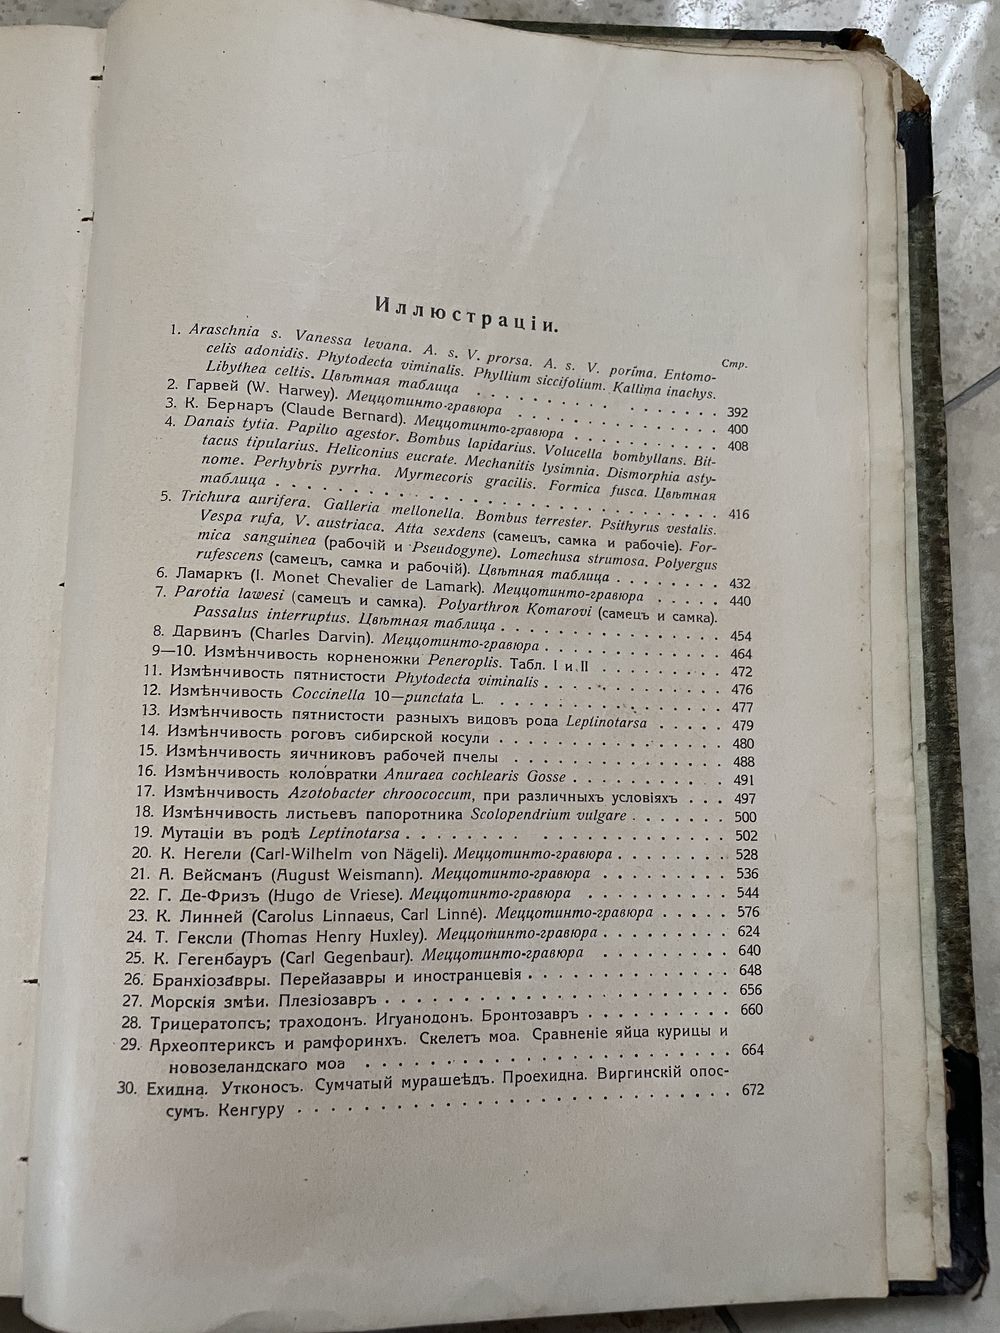 Иллюстраціи.
Стр.
1. Araschnia s. Vanessa levana. A. s. V. prorsa. A. s. V. porima. Entomo-
celis adonidis. Phytodecta viminalis. Phyllium siccifolium. Kallima inachys.
Libythea celtis. Цвѣтная таблица . . . . . . . . . . . . . . 392
2. Гарвей (W. Harwey). Меццотинто-гравюра . . . . . . . . . . . . 400
3. К. Бернаръ (Claude Bernard). Меццотинто-гравюра . . . . . . . . . 408
4. Danais tytia. Papilio agestor. Bombus lapidarius. Volucella bombyllans. Bit-
tacus tipularius. Heliconius eucrate. Mechanitis lysimnia. Dismorphia asty-
nome. Perhybris pyrrha. Myrmecoris gracilis. Formica fusca. Цвѣтная
таблица . . . . . . . . . . . . . . . . . . . . . . . . 416
5. Trichura aurifera. Galleria mellonella. Bombus terrester. Psithyrus vestalis.
Vespa rufa, V. austriaca. Atta sexdens (самецъ, самка и рабочіе). For-
mica sanguinea (рабочій и Pseudogyne). Lomechusa strumosa. Polyergus
rufescens (самецъ, самка и рабочій). Цвѣтная таблица . . . . . . . . 432
6. Ламаркъ (I. Monet Chevalier de Lamark). Меццотинто-гравюра . . . . . 440
7. Parotia lawesi (самецъ и самка). Polyarthron Komarovi (самецъ и самка).
Passalus interruptus. Цвѣтная таблица . . . . . . . . . . . . . 454
8. Дарвинъ (Charles Darvin). Меццотинто-гравюра . . . . . . . . . . . 464
9—10. Измѣнчивость корненожки Peneroplis. Табл. I и II . . . . . . . . 472
11. Измѣнчивость пятнистости Phytodecta viminalis . . . . . . . . . . . 476
12. Измѣнчивость Coccinella 10—punctata L. . . . . . . . . . . . . . 477
13. Измѣнчивость пятнистости разныхъ видовъ рода Leptinotarsa . . . . . 479
14. Измѣнчивость роговъ сибирской косули . . . . . . . . . . . . . . 480
15. Измѣнчивость яичниковъ рабочей пчелы . . . . . . . . . . . . . 488
16. Измѣнчивость коловратки Anuraea cochlearis Gosse . . . . . . . . . 491
17. Измѣнчивость Azotobacter chroococcum, при различныхъ условіяхъ . . . 497
18. Измѣнчивость листьевъ папоротника Scolopendrium vulgare . . . . . . 500
19. Мутаціи въ родѣ Leptinotarsa . . . . . . . . . . . . . . . . . . 502
20. К. Негели (Carl-Wilhelm von Nägeli). Меццотинто-гравюра . . . . . . . 528
21. А. Вейсманъ (August Weismann). Меццотинто-гравюра . . . . . . . . 536
22. Г. Де-Фризъ (Hugo de Vriese). Меццотинто-гравюра . . . . . . . . . 544
23. К. Линней (Carolus Linnaeus, Carl Linné). Меццотинто-гравюра . . . . . 576
24. Т. Гексли (Thomas Henry Huxley). Меццотинто-гравюра . . . . . . . . 624
25. К. Гегенбауръ (Carl Gegenbaur). Меццотинто-гравюра . . . . . . . . 640
26. Бранхіозавры. Перейазавры и иностранцевія . . . . . . . . . . . . 648
27. Морскія змѣи. Плезіозавръ . . . . . . . . . . . . . . . . . . . 656
28. Трицератопсъ; траходонъ. Игуанодонъ. Бронтозавръ . . . . . . . . . 660
29. Археоптериксъ и рамфоринхъ. Скелетъ моа. Сравненіе яйца курицы и
новозеландскаго моа . . . . . . . . . . . . . . . . . . . . 664
30. Ехидна. Утконосъ. Сумчатый мурашеѣдъ. Проехидна. Виргинскій опос-
сумъ. Кенгуру . . . . . . . . . . . . . . . . . . . . . . . 672